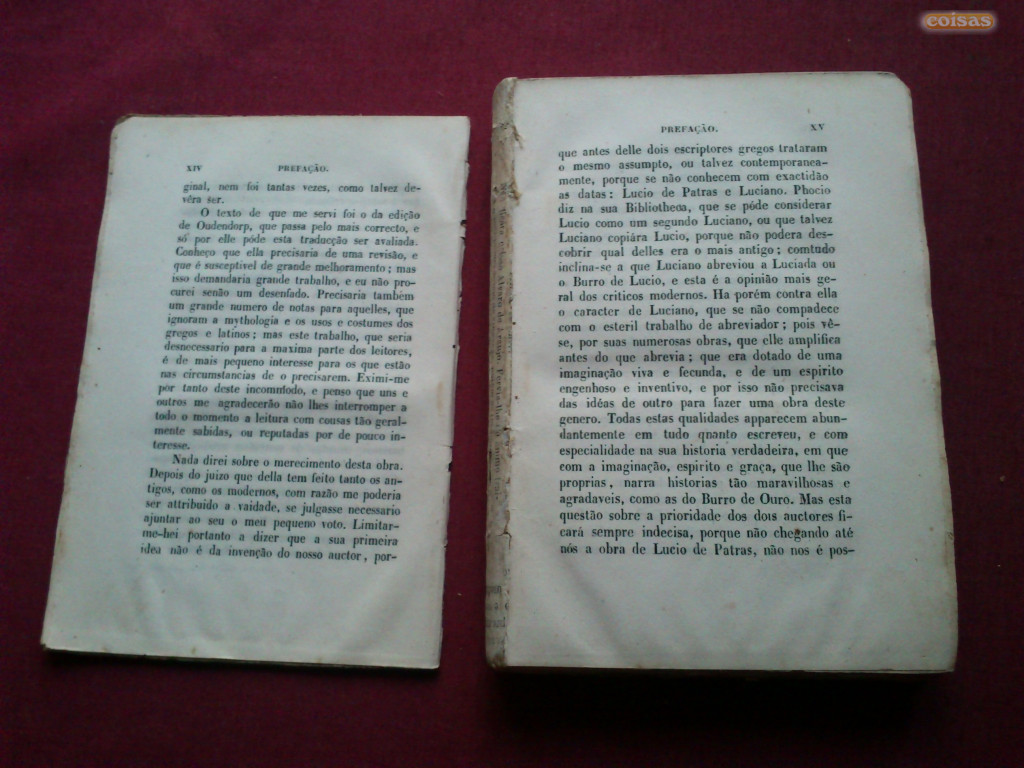 coisas
XIV PREFAÇÃO.
ginal, nem foi tantas vezes, como talvez de-
vêra ser.
O texto de que me servi foi o da edição
de Oudendorp, que passa pelo mais correcto, e
só por elle póde esta traducção ser avaliada.
Conheço que ella precisaria de uma revisão, e
que é susceptivel de grande melhoramento; mas
isso demandaria grande trabalho, e eu não pro-
curei senão um desenfado. Precisaria também
um grande numero de notas para aquelles, que
ignoram a mythologia e os usos e costumes dos
gregos e latinos; mas este trabalho, que seria
desnecessario para a maxima parte dos leitores,
é de mais pequeno interesse para os que estão
nas circumstancias de o precisarem. Eximi-me
por tanto deste incommodo, e penso que uns e
outros me agradecerão não lhes interromper a
todo o momento a leitura com cousas tão geral-
mente sabidas, ou reputadas por de pouco in-
teresse.
Nada direi sobre o merecimento desta obra.
Depois do juizo que della tem feito tanto os an-
tigos, como os modernos, com razão me poderia
ser attribuido a vaidade, se julgasse necessario
ajuntar ao seu o meu pequeno voto. Limitar-
me-hei portanto a dizer que a sua primeira
idea não é da invenção do nosso auctor, por-
PREFAÇÃO. XV
que antes delle dois escriptores gregos trataram
o mesmo assumpto, ou talvez contemporanea-
mente, porque se não conhecem com exactidão
as datas: Lucio de Patras e Luciano. Phocio
diz na sua Bibliotheca, que se póde considerar
Lucio como um segundo Luciano, ou que talvez
Luciano copiára Lucio, porque não podera des-
cobrir qual delles era o mais antigo; comtudo
inclina-se a que Luciano abreviou a Luciada ou
o Burro de Lucio, e esta é a opinião mais ge-
ral dos criticos modernos. Ha porém contra ella
o caracter de Luciano, que se não compadece
com o esteril trabalho de abreviador; pois vê-
se, por suas numerosas obras, que elle amplifica
antes do que abrevia; que era dotado de uma
imaginação viva e fecunda, e de um espirito
engenhoso e inventivo, e por isso não precisava
das idéas de outro para fazer uma obra deste
genero. Todas estas qualidades apparecem abun-
dantemente em tudo qnanto escreveu, e com
especialidade na sua historia verdadeira, em que
com a imaginação, espirito e graça, que lhe são
proprias, narra historias tão maravilhosas e
agradaveis, como as do Burro de Ouro. Mas esta
questão sobre a prioridade dos dois auctores fi-
cará sempre indecisa, porque não chegando até
nós a obra de Lucio de Patras, não nos é pos-